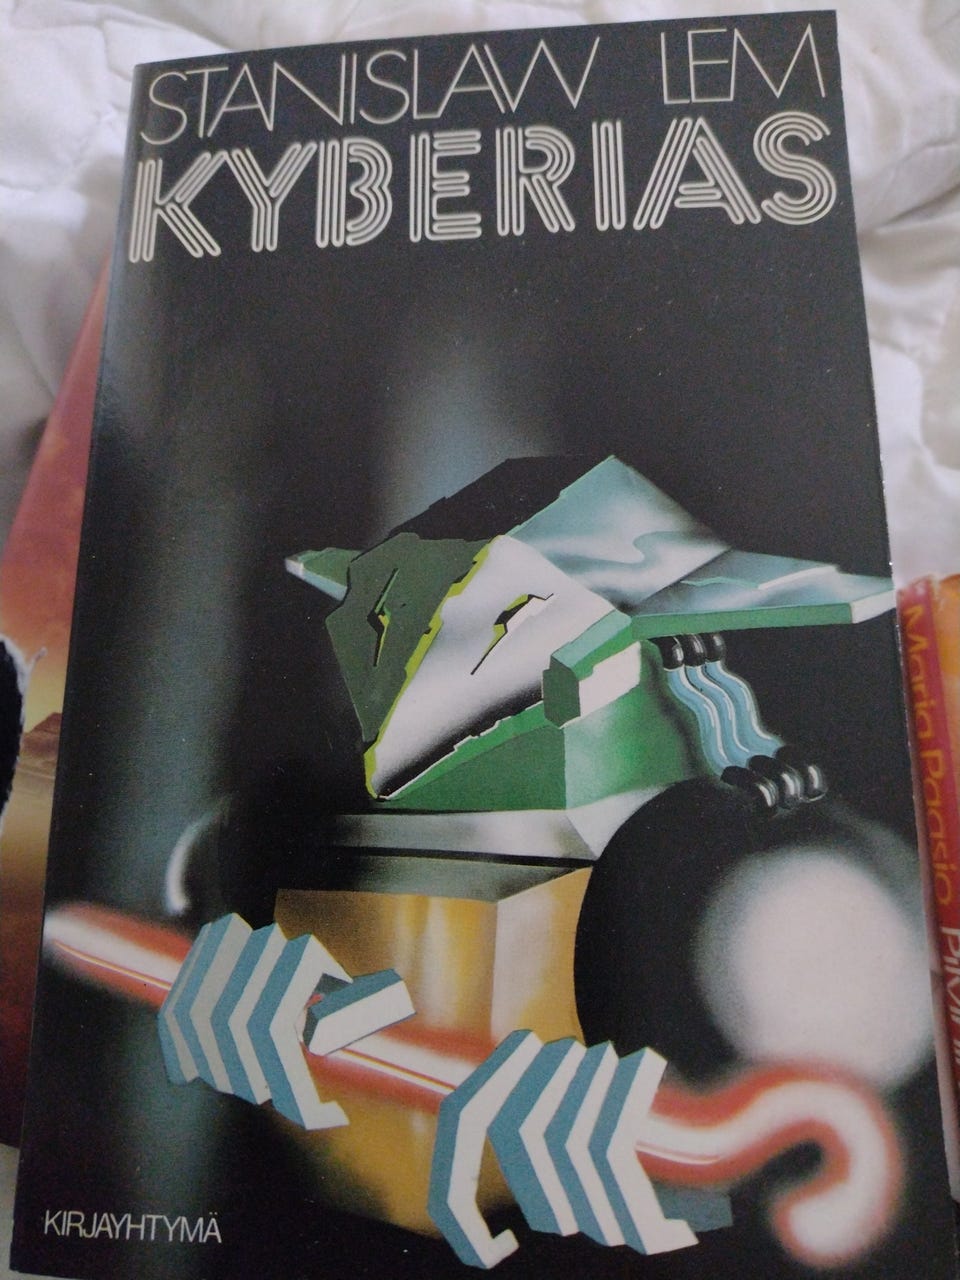 STANISLAW LEM
KYBERIAS
KIRJAYHTYMÄ
Maria Paasio